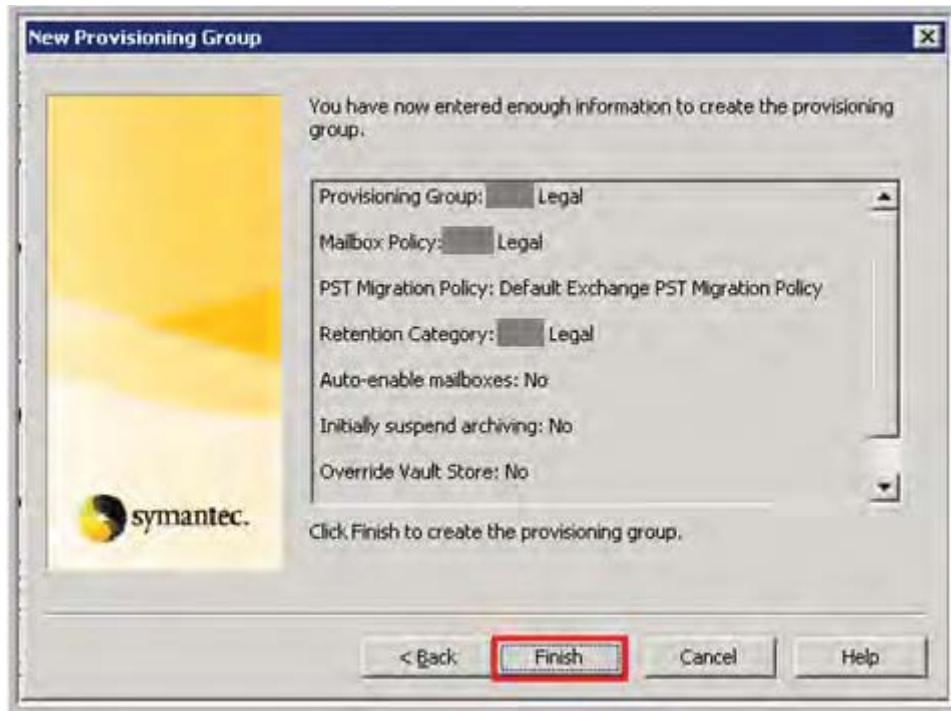 New Provisioning Group
You have now entered enough information to create the provisioning
group.
Provisioning Group: Legal
Mailbox Policy: Legal
PST Migration Policy: Default Exchange PST Migration Policy
Retention Category: Legal
Auto-enable mailboxes: No
Initially suspend archiving: No
Override Vault Store: No
symantec.
Click Finish to create the provisioning group.
< Back
Finish
Cancel
Help